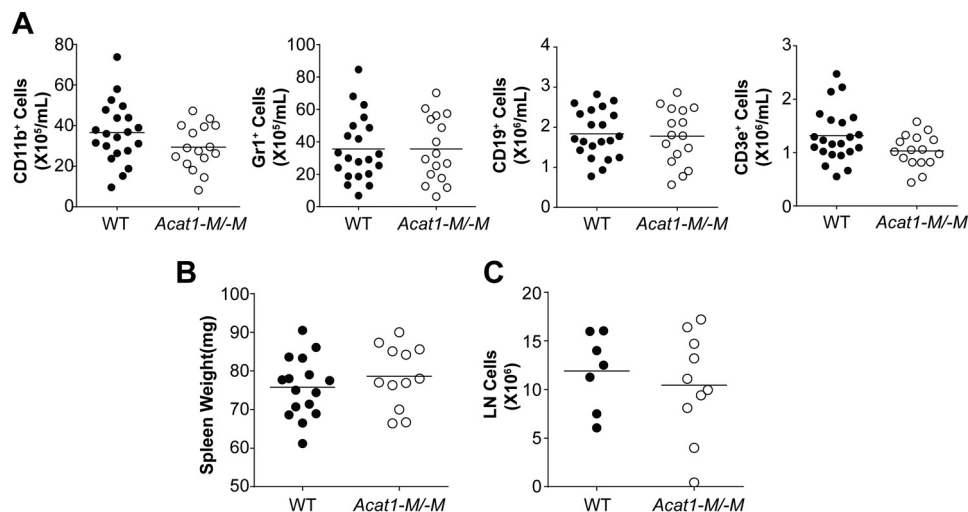 A
CD11b⁺ Cells
(X10⁵/mL)
80
60
40
20
0
WT
Acat1-M/-M
Gr1⁺ Cells
(X10⁵/mL)
100
80
60
40
20
0
WT
Acat1-M/-M
CD19⁺ Cells
(X10⁶/mL)
4
3
2
1
0
WT
Acat1-M/-M
CD3e⁺ Cells
(X10⁶/mL)
3
2
1
0
WT
Acat1-M/-M
B
Spleen Weight(mg)
100
90
80
70
60
50
WT
Acat1-M/-M
C
LN Cells
(X10⁶)
20
15
10
5
0
WT
Acat1-M/-M